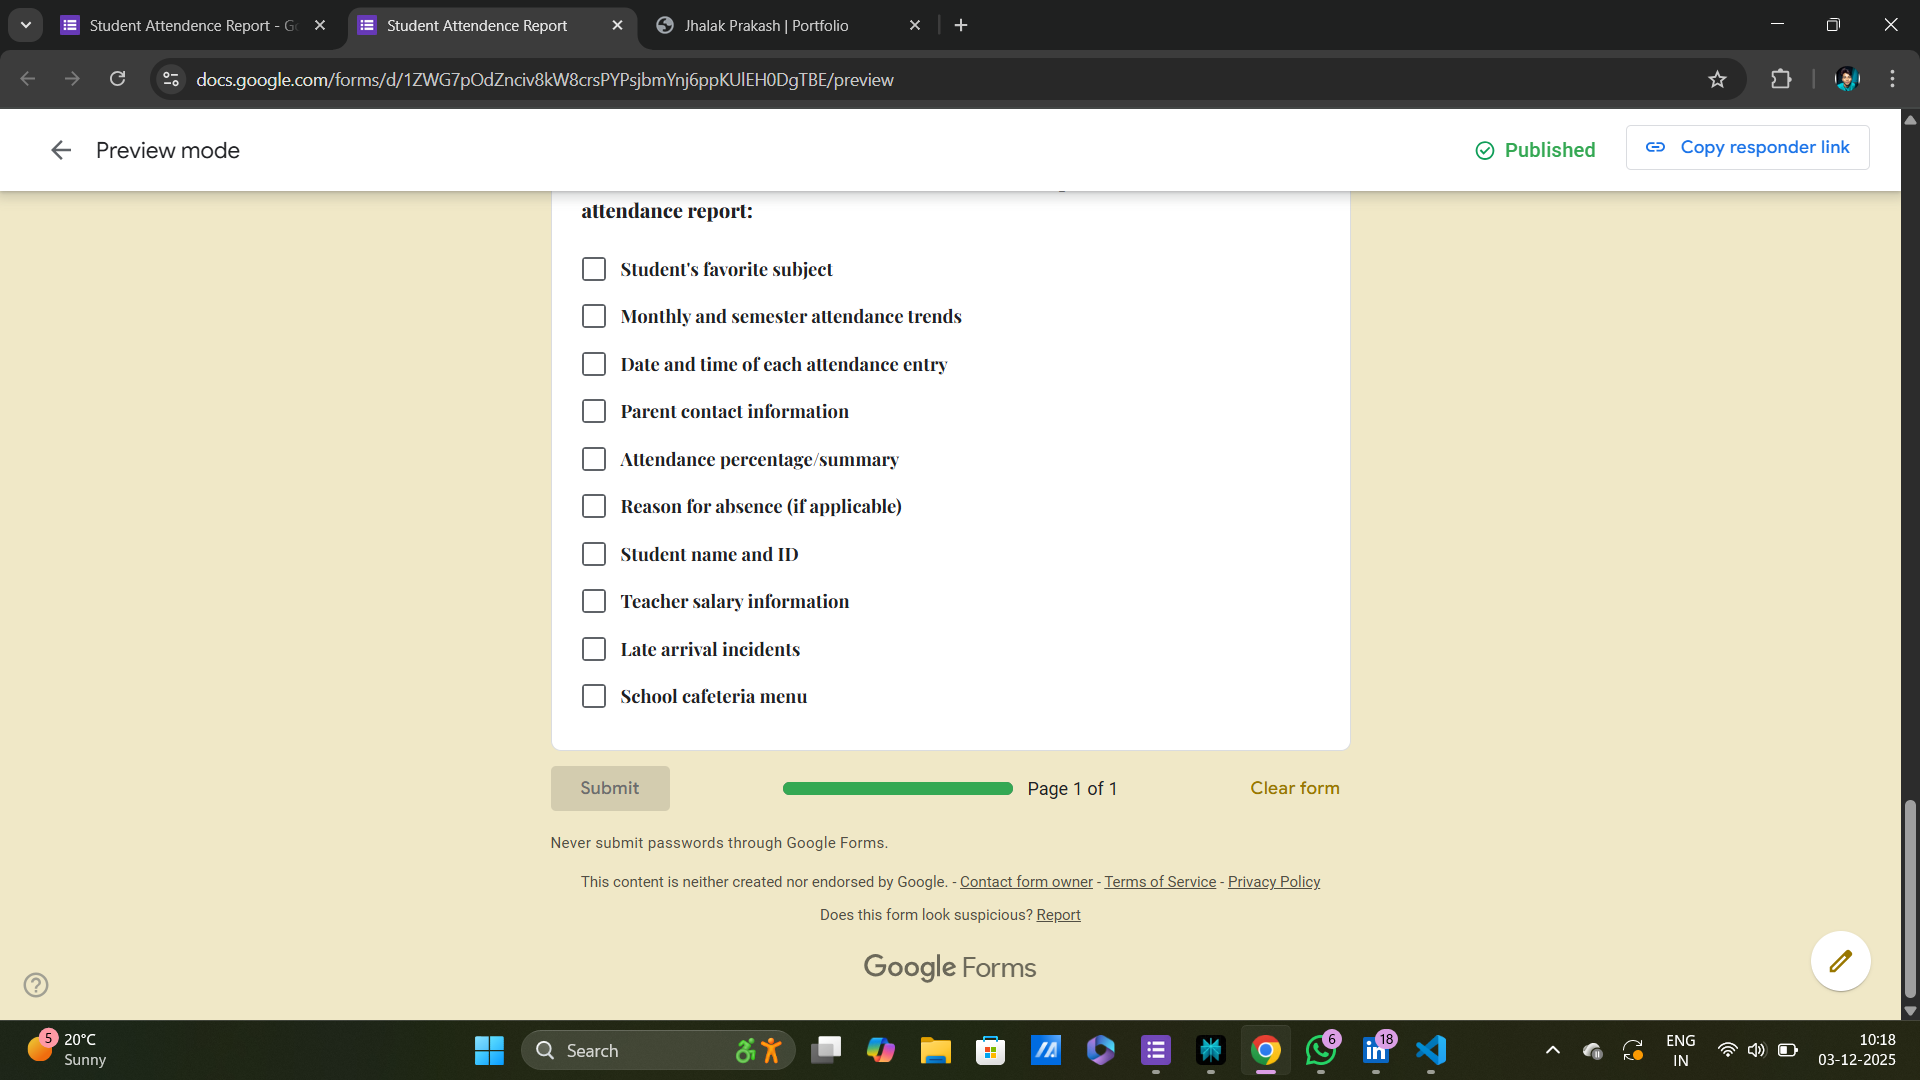 Student Attendence Report - Go
Student Attendence Report
Jhalak Prakash | Portfolio
docs.google.com/forms/d/1ZWG7pOdZnciv8kW8crsPYPsjbmYnj6ppKUlEH0DgTBE/preview
Preview mode
Published
Copy responder link
attendance report:
Student's favorite subject
Monthly and semester attendance trends
Date and time of each attendance entry
Parent contact information
Attendance percentage/summary
Reason for absence (if applicable)
Student name and ID
Teacher salary information
Late arrival incidents
School cafeteria menu
Submit
Page 1 of 1
Clear form
Never submit passwords through Google Forms.
This content is neither created nor endorsed by Google. - Contact form owner - Terms of Service - Privacy Policy
Does this form look suspicious? Report
Google Forms
5
20°C
Sunny
Search
6
18
ENG
IN
10:18
03-12-2025